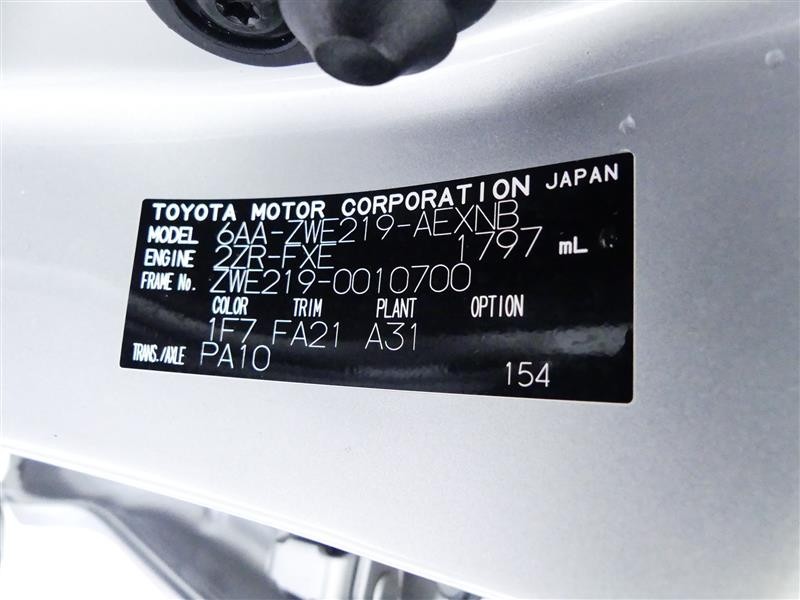 TOYOTA MOTOR CORPORATION JAPAN
MODEL 6AA-ZWE219-AEXNB
ENGINE 2ZR-FXE 1797 mL
FRAME No. ZWE219-0010700
COLOR TRIM PLANT OPTION
1F7 FA21 A31
TRANS./AXLE PA10
154